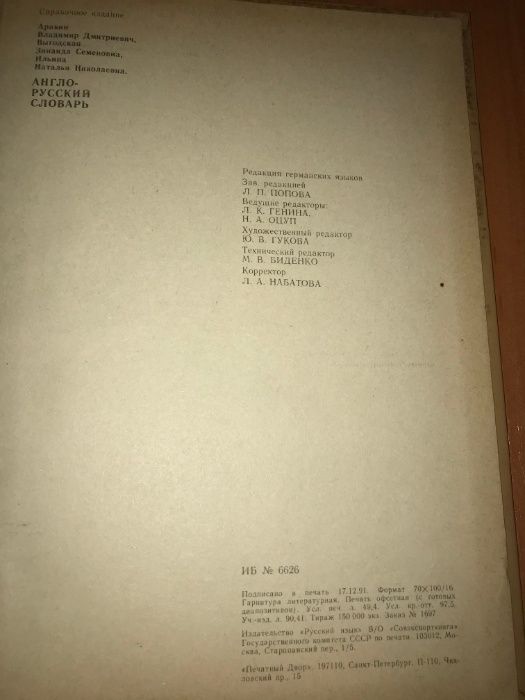 Справочное издание
Аракин
Владимир Дмитриевич,
Выгодская
Зинаида Семеновна,
Ильина
Наталья Николаевна.
АНГЛО-
РУССКИЙ
СЛОВАРЬ
Редакция германских языков
Зав. редакцией
Л. П. ПОПОВА
Ведущие редакторы:
Л. К. ГЕНИНА,
Н. А. ОЦУП
Художественный редактор
Ю. В. ГУКОВА
Технический редактор
М. В. БИДЕНКО
Корректор
Л. А. НАБАТОВА
ИБ № 6626
Подписано в печать 17.12.91. Формат 70×100/16.
Гарнитура литературная. Печать офсетная (с готовых
диапозитивов). Усл. печ. л. 49,4. Усл. кр.-отт. 97,5.
Уч.-изд. л. 90,41. Тираж 150 000 экз. Заказ № 1697
Издательство «Русский язык» В/О «Совэкспорткнига»
Государственного комитета СССР по печати. 103012, Мо-
сква, Старопанский пер., 1/5.
«Печатный Двор». 197110, Санкт-Петербург, П-110, Чка-
ловский пр., 15